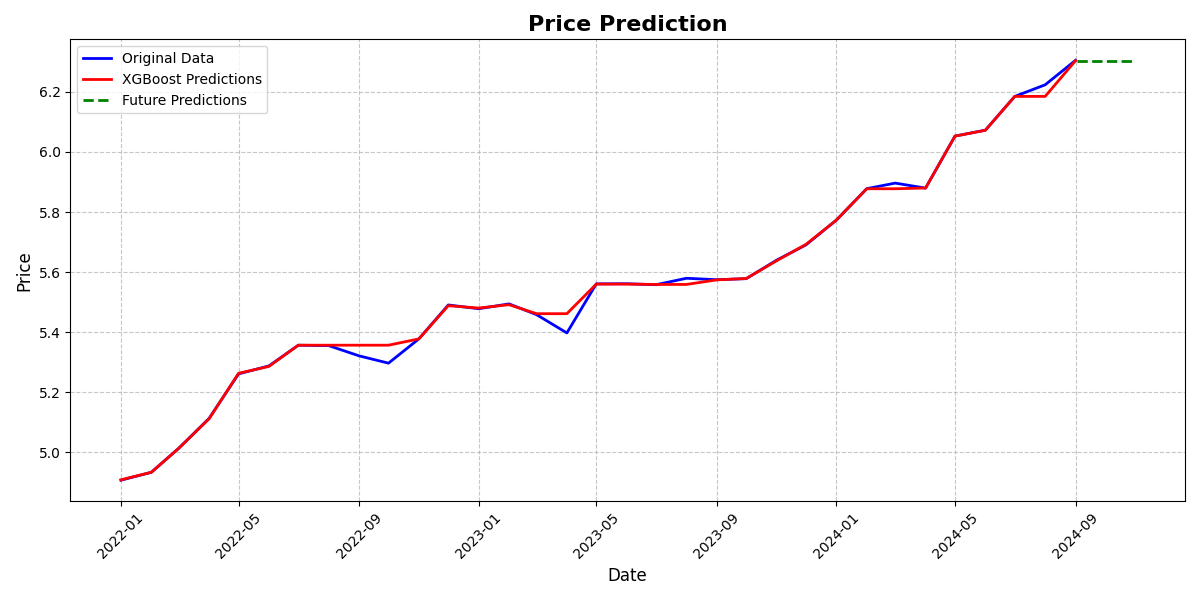 Price Prediction
Original Data
XGBoost Predictions
Future Predictions
Price
6.2
6.0
5.8
5.6
5.4
5.2
5.0
2022-01
2022-05
2022-09
2023-01
2023-05
2023-09
2024-01
2024-05
2024-09
Date